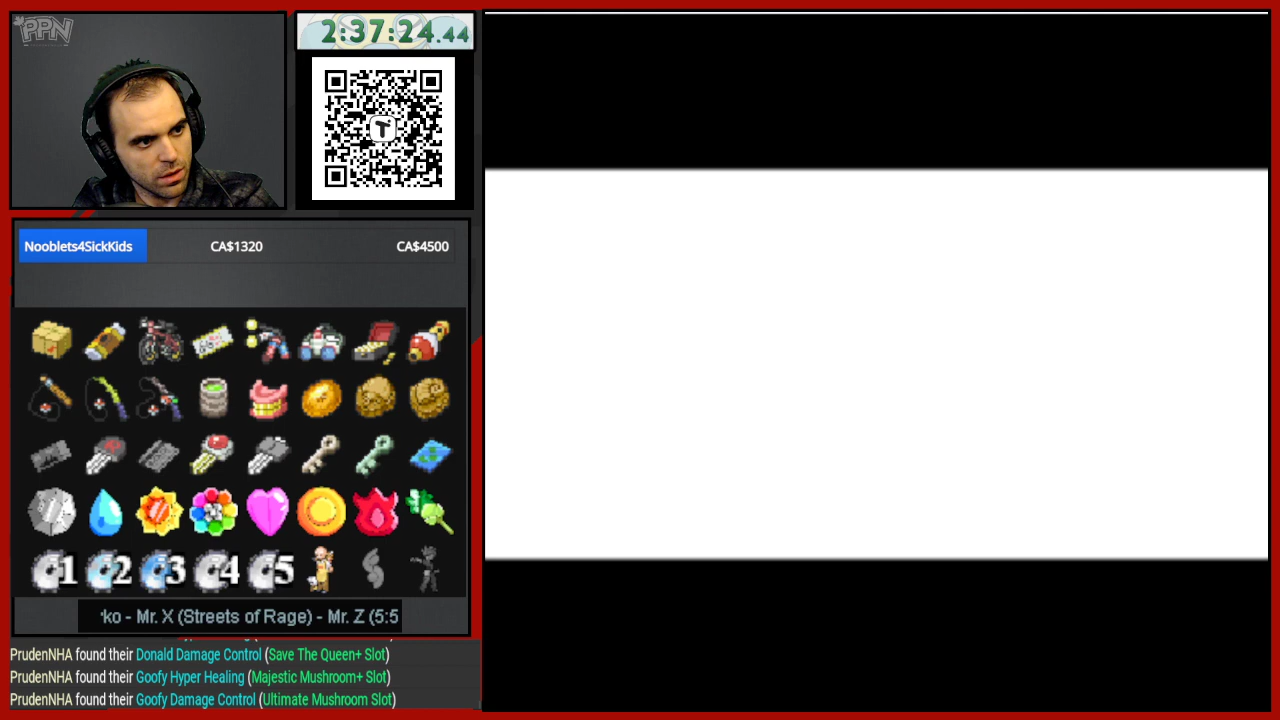 PPN
2:37:24.44
T
Nooblets4SickKids CA$1320 CA$4500
1 2 3 4 5
ko - Mr. X (Streets of Rage) - Mr. Z (5:5
PrudenNHA found their Donald Damage Control (Save The Queen+ Slot)
PrudenNHA found their Goofy Hyper Healing (Majestic Mushroom+ Slot)
PrudenNHA found their Goofy Damage Control (Ultimate Mushroom Slot)